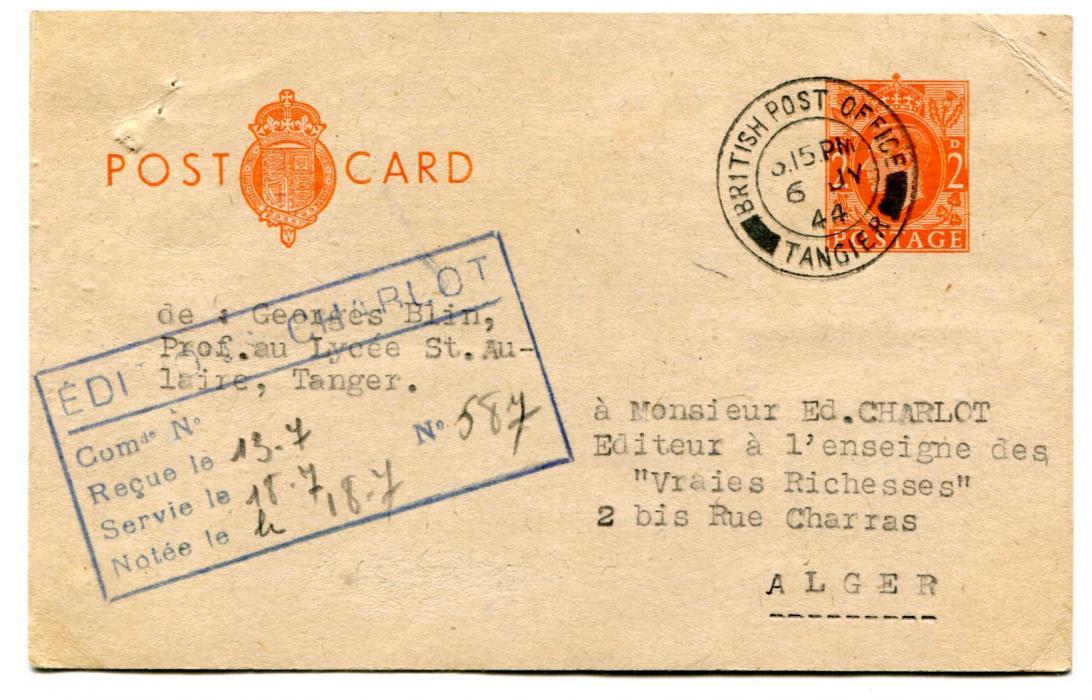 POST CARD
BRITISH POST OFFICE
.15.PM
6 JY
44
TANGIER
2 D 2
POSTAGE
de : Georges Blin,
Prof.au Lycée St.Au-
laire, Tanger.
ÉDI CHARLOT
Comde No
No 587
Reçue le 13-7
Servie le 18-7
Notée le 18-7
à Monsieur Ed.CHARLOT
Editeur à l'enseigne des
"Vraies Richesses"
2 bis Rue Charras
ALGER